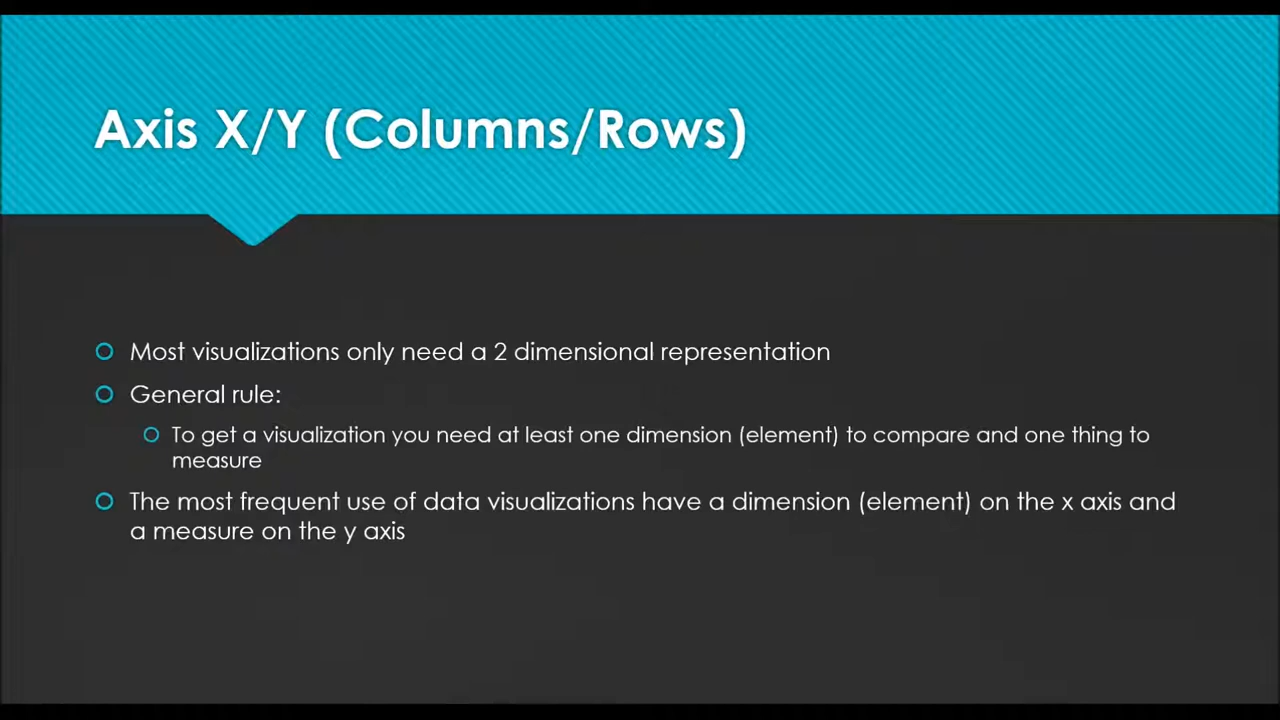 Axis X/Y (Columns/Rows)
Most visualizations only need a 2 dimensional representation
General rule:
To get a visualization you need at least one dimension (element) to compare and one thing to
measure
The most frequent use of data visualizations have a dimension (element) on the x axis and
a measure on the y axis